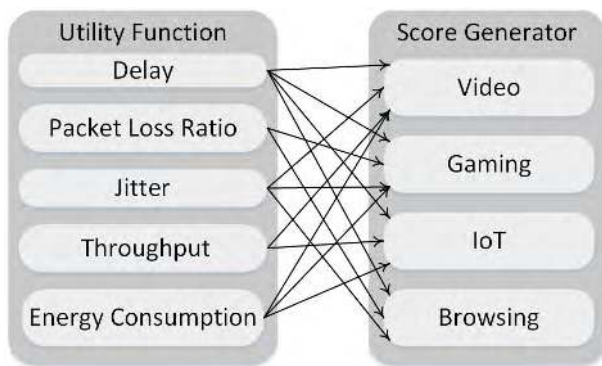 Utility Function
Delay
Packet Loss Ratio
Jitter
Throughput
Energy Consumption
Score Generator
Video
Gaming
IoT
Browsing